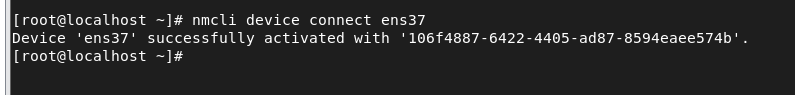 [root@localhost ~]# nmcli device connect ens37
Device 'ens37' successfully activated with '106f4887-6422-4405-ad87-8594eaee574b'.
[root@localhost ~]#